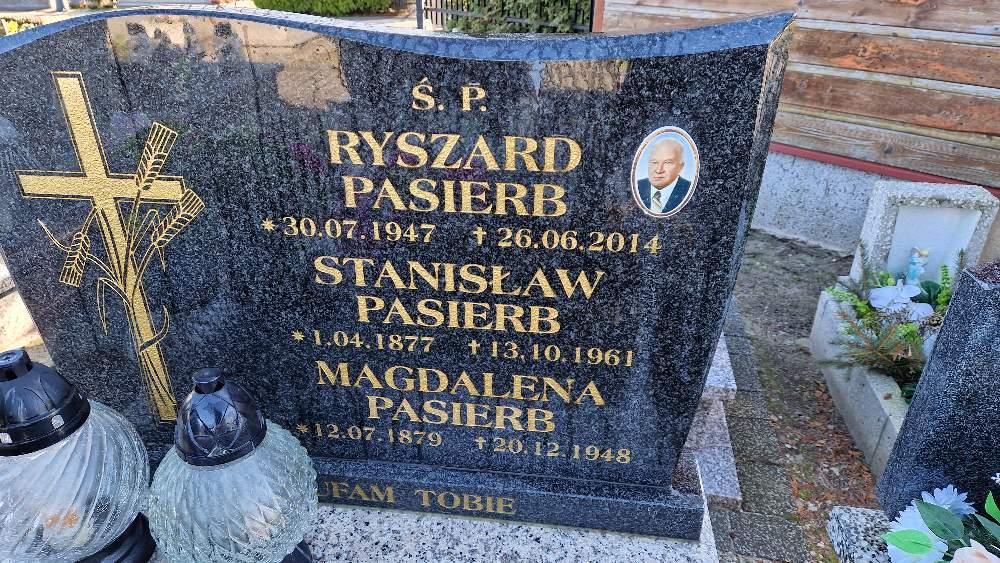 Ś. P.
RYSZARD
PASIERB
* 30.07.1947 † 26.06.2014
STANISŁAW
PASIERB
* 1.04.1877 † 13.10.1961
MAGDALENA
PASIERB
* 12.07.1879 † 20.12.1948
UFAM TOBIE